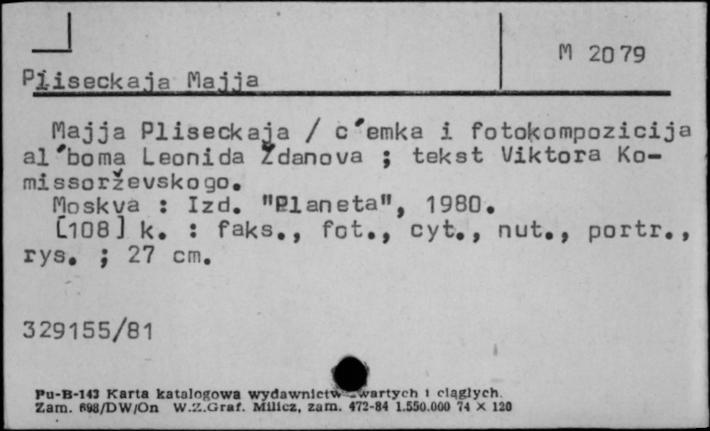 M 2079
Pliseckaja Majja
Majja Pliseckaja / c'emka i fotokompozicija
al'boma Leonida Ždanova ; tekst Viktora Ko-
missorževskogo.
Moskva : Izd. "Planeta", 1980.
[108] k. : faks., fot., cyt., nut., portr.,
rys. ; 27 cm.
329155/81
Pu-B-143 Karta katalogowa wydawnictw zwartych i ciągłych.
Zam. 698/DW/On W.Z.Graf. Milicz, zam. 472-84 1.550.000 74 × 120